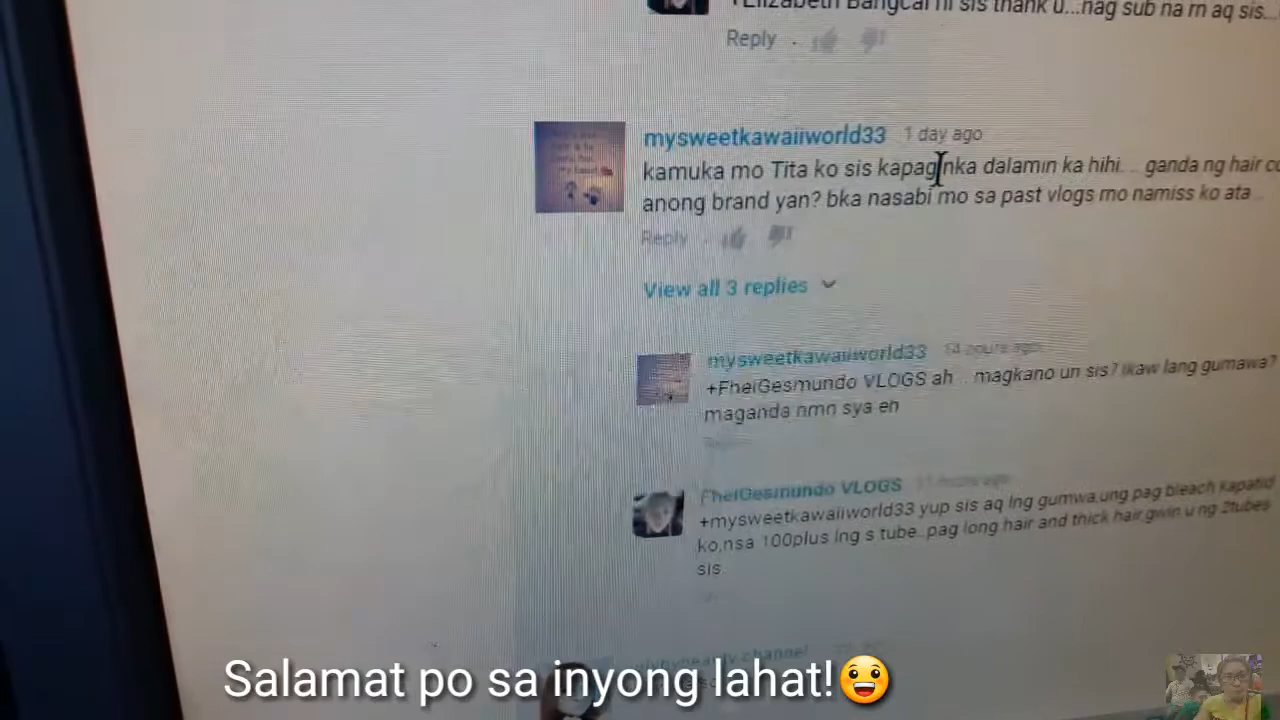 +Elizabeth Bangcal hi sis thank u...nag sub na rn aq sis...
Reply .
mysweetkawaiiworld33 1 day ago
kamuka mo Tita ko sis kapag nka dalamin ka hihi... ganda ng hair co
anong brand yan? bka nasabi mo sa past vlogs mo namiss ko ata..
Reply .
View all 3 replies
mysweetkawaiiworld33 14 hours ago
+FheiGesmundo VLOGS ah .. magkano un sis? ikaw lang gumawa?
maganda nmn sya eh
FheiGesmundo VLOGS
+mysweetkawaiiworld33 yup sis aq lng gumwa.ung pag bleach kapatid
ko,nsa 100plus lng s tube..pag long hair and thick hair,gwin u ng 2tubes
sis
channel
Salamat po sa inyong lahat!😀